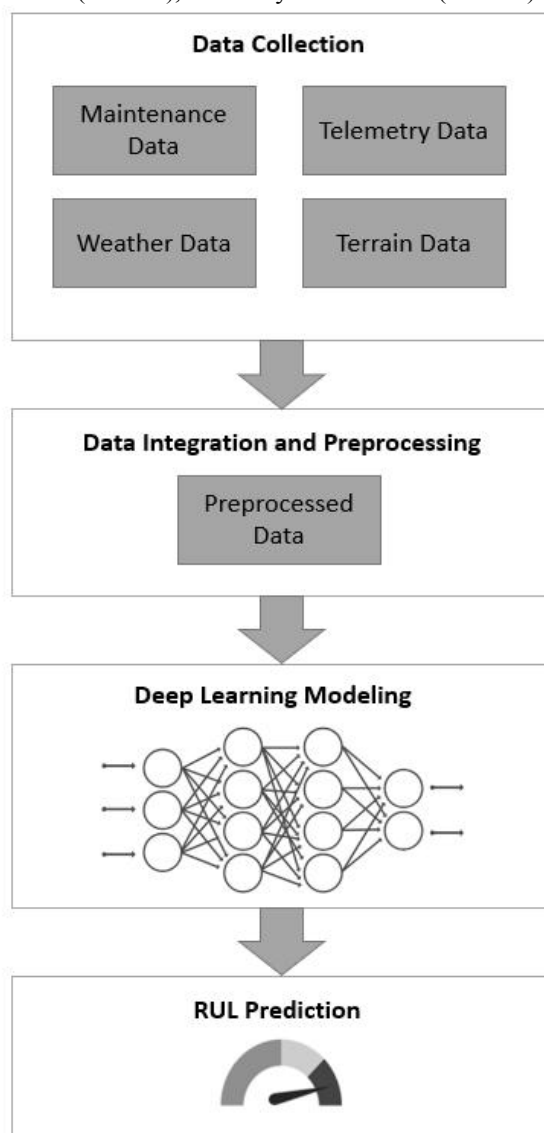 Data Collection
Maintenance
Data
Telemetry Data
Weather Data
Terrain Data
Data Integration and Preprocessing
Preprocessed
Data
Deep Learning Modeling
RUL Prediction